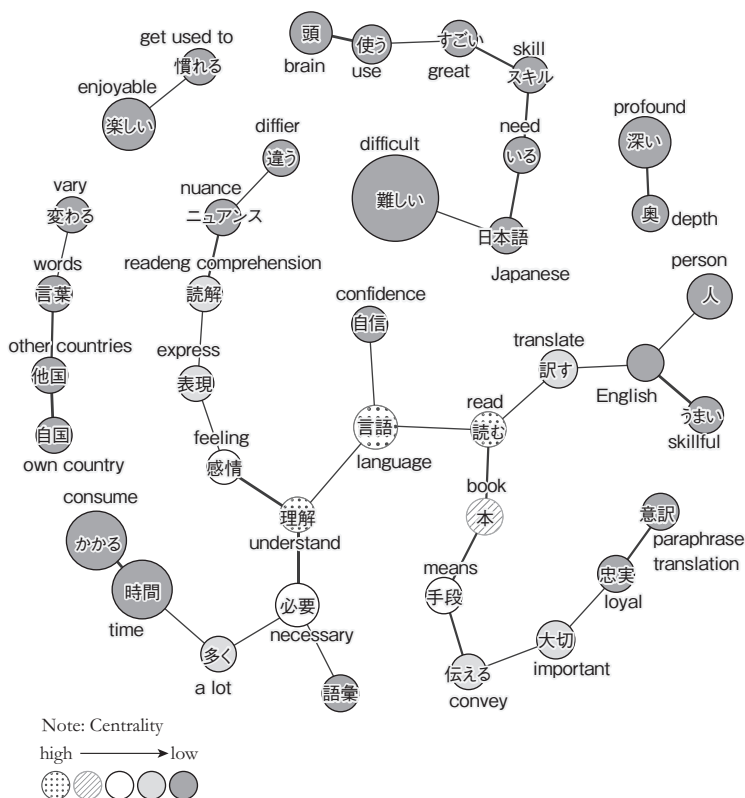 get used to
慣れる
enjoyable
楽しい
頭
brain
使う
use
すごい
great
skill
スキル
need
いる
difficult
難しい
日本語
Japanese
profound
深い
奥
depth
diffier
違う
nuance
ニュアンス
readeng comprehension
読解
express
表現
feeling
感情
vary
変わる
words
言葉
other countries
他国
自国
own country
confidence
自信
言語
language
read
読む
translate
訳す
English
person
人
うまい
skillful
book
本
means
手段
伝える
convey
大切
important
忠実
loyal
意訳
paraphrase
translation
理解
understand
必要
necessary
consume
かかる
時間
time
多く
a lot
語彙
Note: Centrality
high
low